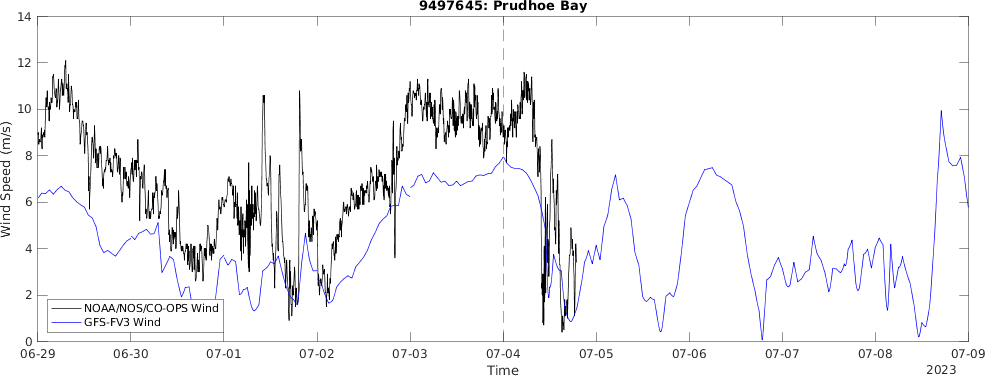 9497645: Prudhoe Bay
14
12
10
8
6
4
2
0
Wind Speed (m/s)
NOAA/NOS/CO-OPS Wind
GFS-FV3 Wind
06-29 06-30 07-01 07-02 07-03 07-04 07-05 07-06 07-07 07-08 07-09
Time
2023